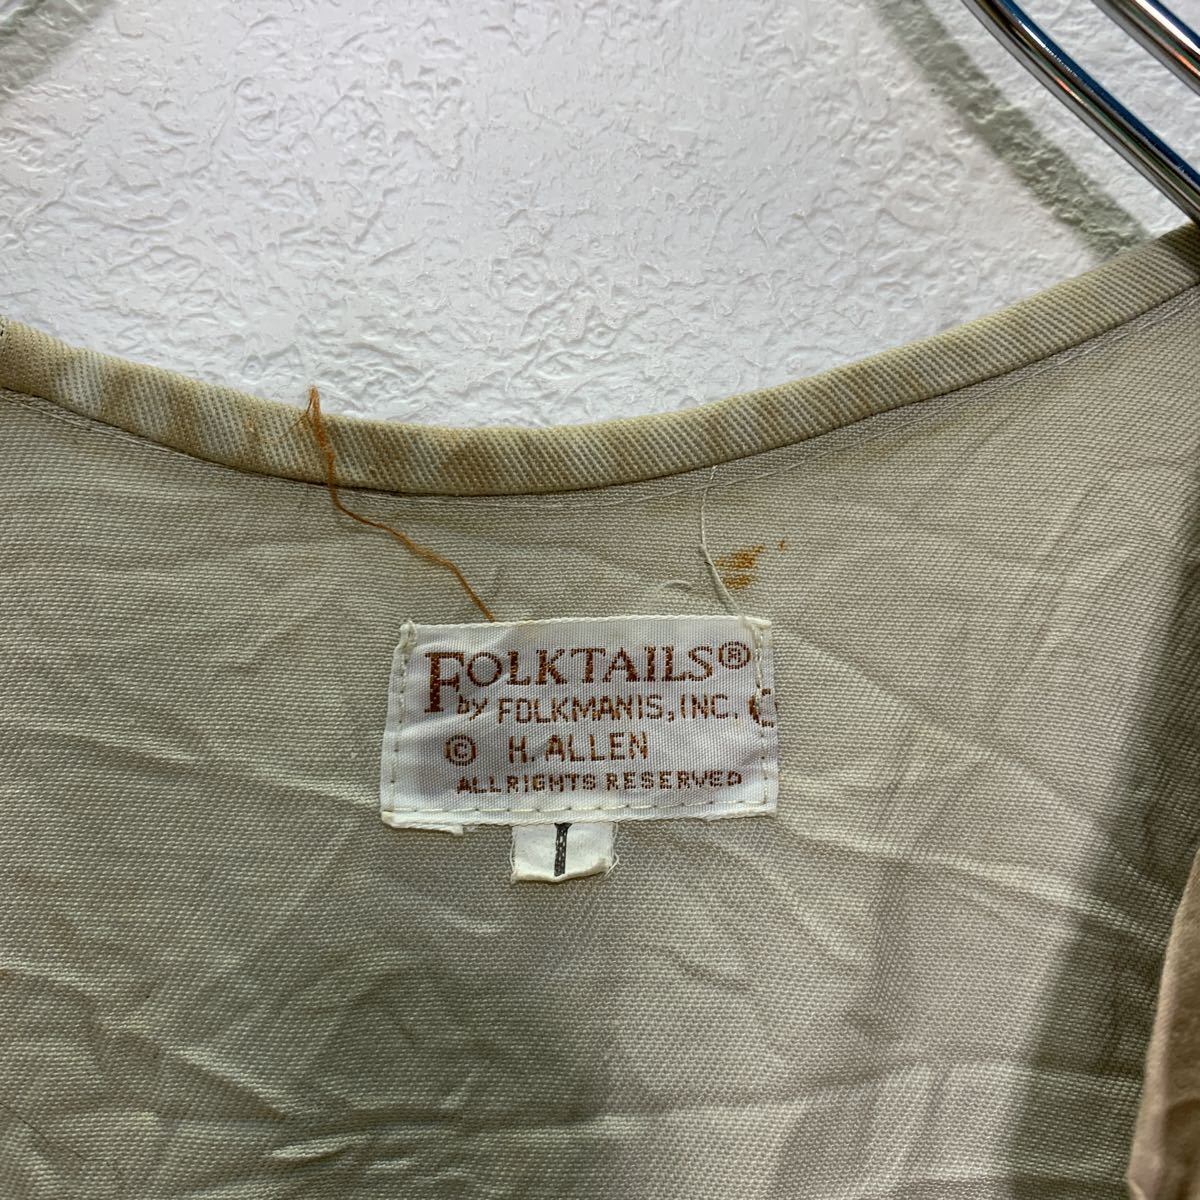 FOLKTAILS®
by FOLKMANIS, INC.
© H. ALLEN
ALL RIGHTS RESERVED